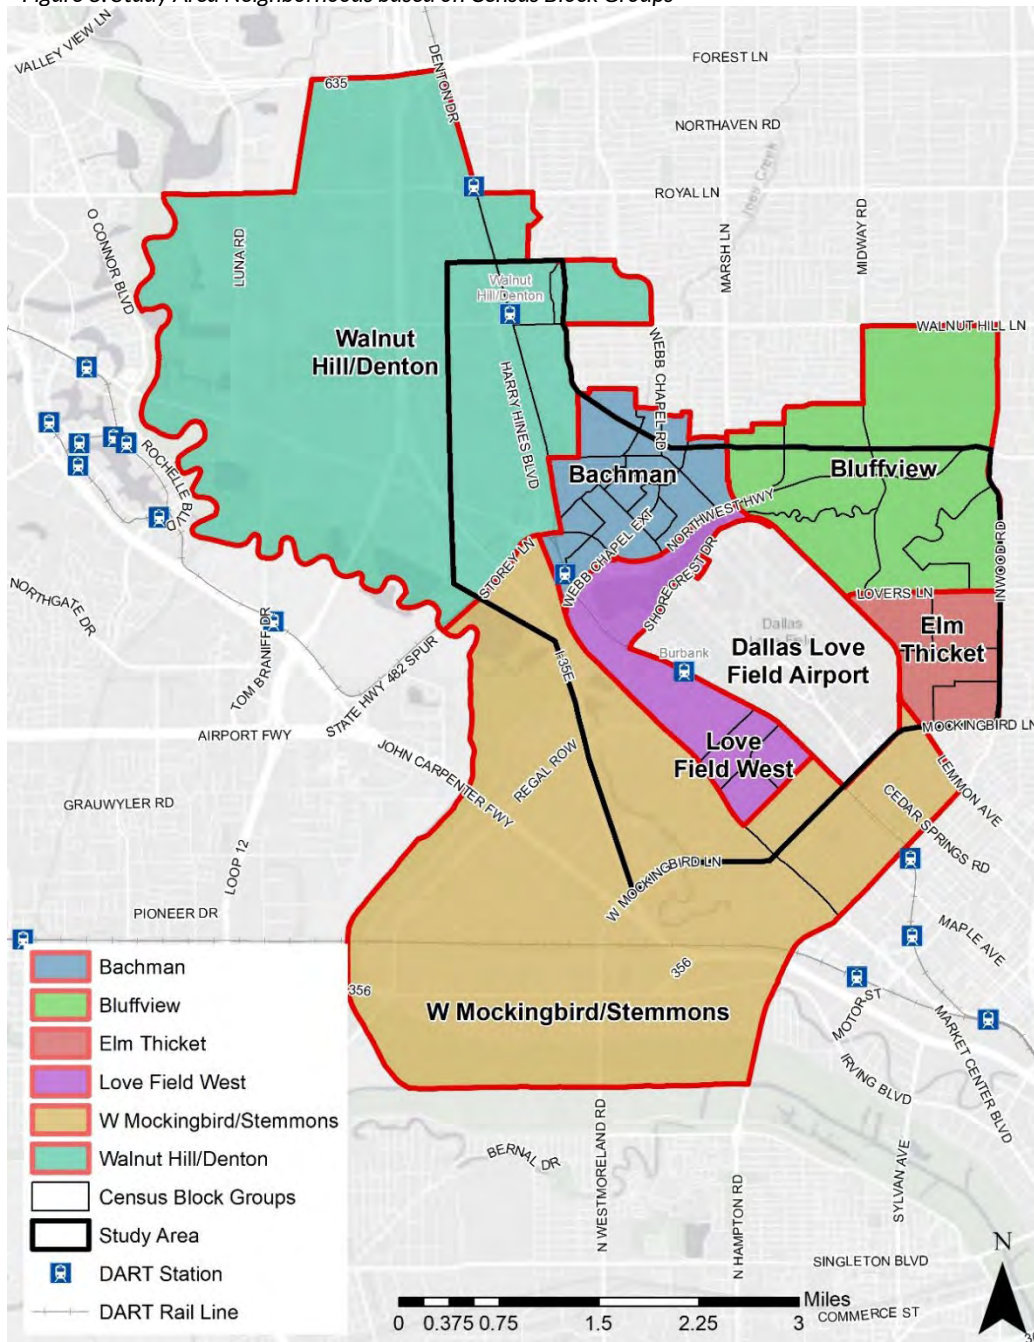 Figure 8. Study Area Neighborhoods based on Census Block Groups
VALLEY VIEW LN
DENTON DR
FOREST LN
635
NORTHAVEN RD
Joes Creek
ROYAL LN
O CONNOR BLVD
LUNA RD
MARSH LN
MIDWAY RD
Walnut
Hill/Denton
WALNUT HILL LN
Walnut
Hill/Denton
WEBB CHAPEL RD
HARRY HINES BLVD
ROCHELLE BLVD
Bachman
Bluffview
NORTHWEST HWY
WEBB CHAPEL EXT
STOREY LN
SHORECREST DR
INWOOD RD
LOVERS LN
NORTHGATE DR
TOM BRANIFF DR
STATE HWY 482 SPUR
I-35E
Burbank
Dallas
Dallas Love
Field Airport
Elm
Thicket
MOCKINGBIRD LN
AIRPORT FWY
JOHN CARPENTER FWY
REGAL ROW
Love
Field West
LEMMON AVE
CEDAR SPRINGS RD
GRAUWYLER RD
LOOP 12
W MOCKINGBIRD LN
PIONEER DR
MAPLE AVE
356
356
W Mockingbird/Stemmons
MOTOR ST
MARKET CENTER BLVD
IRVING BLVD
N WESTMORELAND RD
BERNAL DR
N HAMPTON RD
SYLVAN AVE
SINGLETON BLVD
COMMERCE ST
Bachman
Bluffview
Elm Thicket
Love Field West
W Mockingbird/Stemmons
Walnut Hill/Denton
Census Block Groups
Study Area
DART Station
DART Rail Line
Miles
0 0.375 0.75 1.5 2.25 3
N